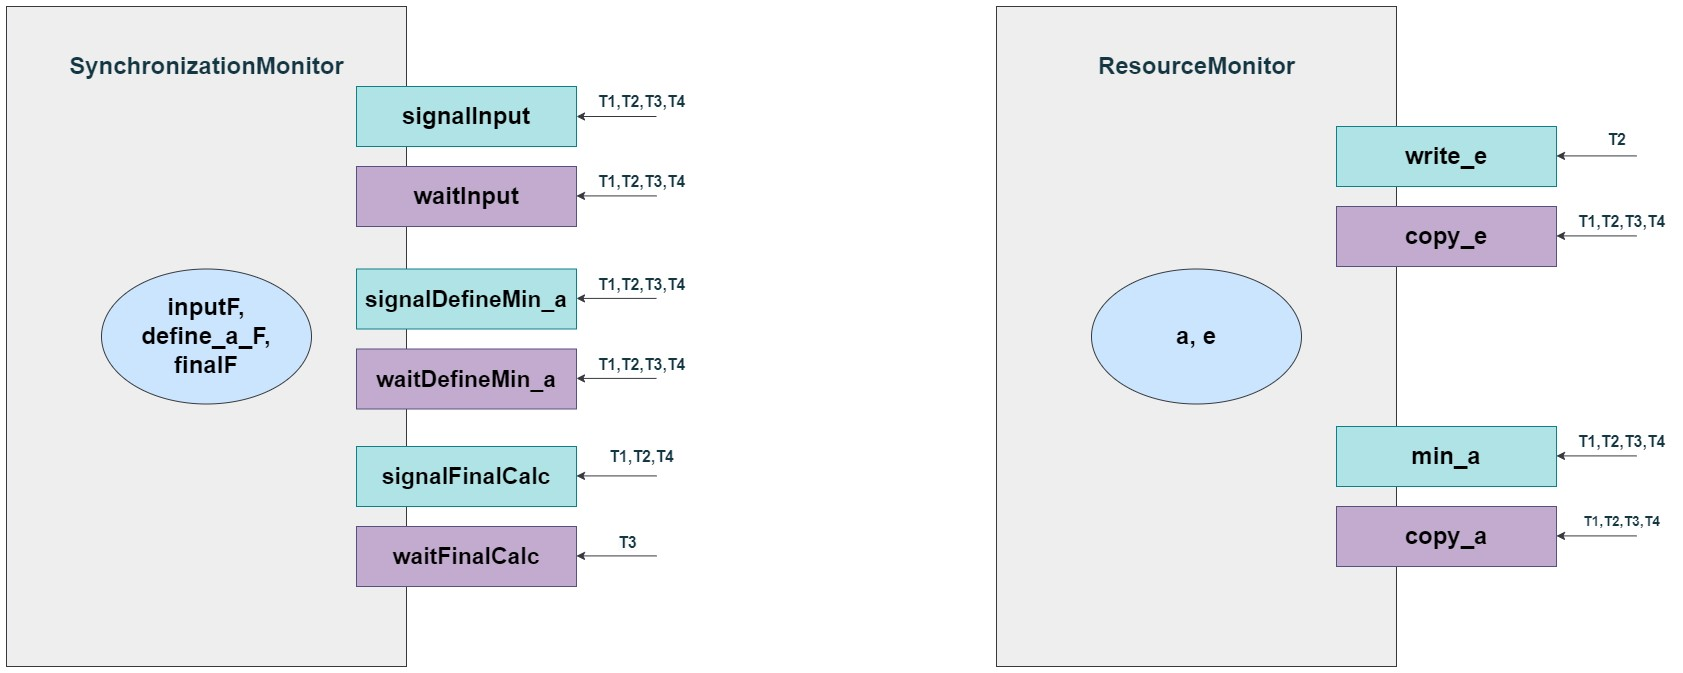 SynchronizationMonitor
signalInput
T1,T2,T3,T4
waitInput
T1,T2,T3,T4
inputF,
define_a_F,
finalF
signalDefineMin_a
T1,T2,T3,T4
waitDefineMin_a
T1,T2,T3,T4
signalFinalCalc
T1,T2,T4
waitFinalCalc
T3
ResourceMonitor
write_e
T2
copy_e
T1,T2,T3,T4
a, e
min_a
T1,T2,T3,T4
copy_a
T1,T2,T3,T4